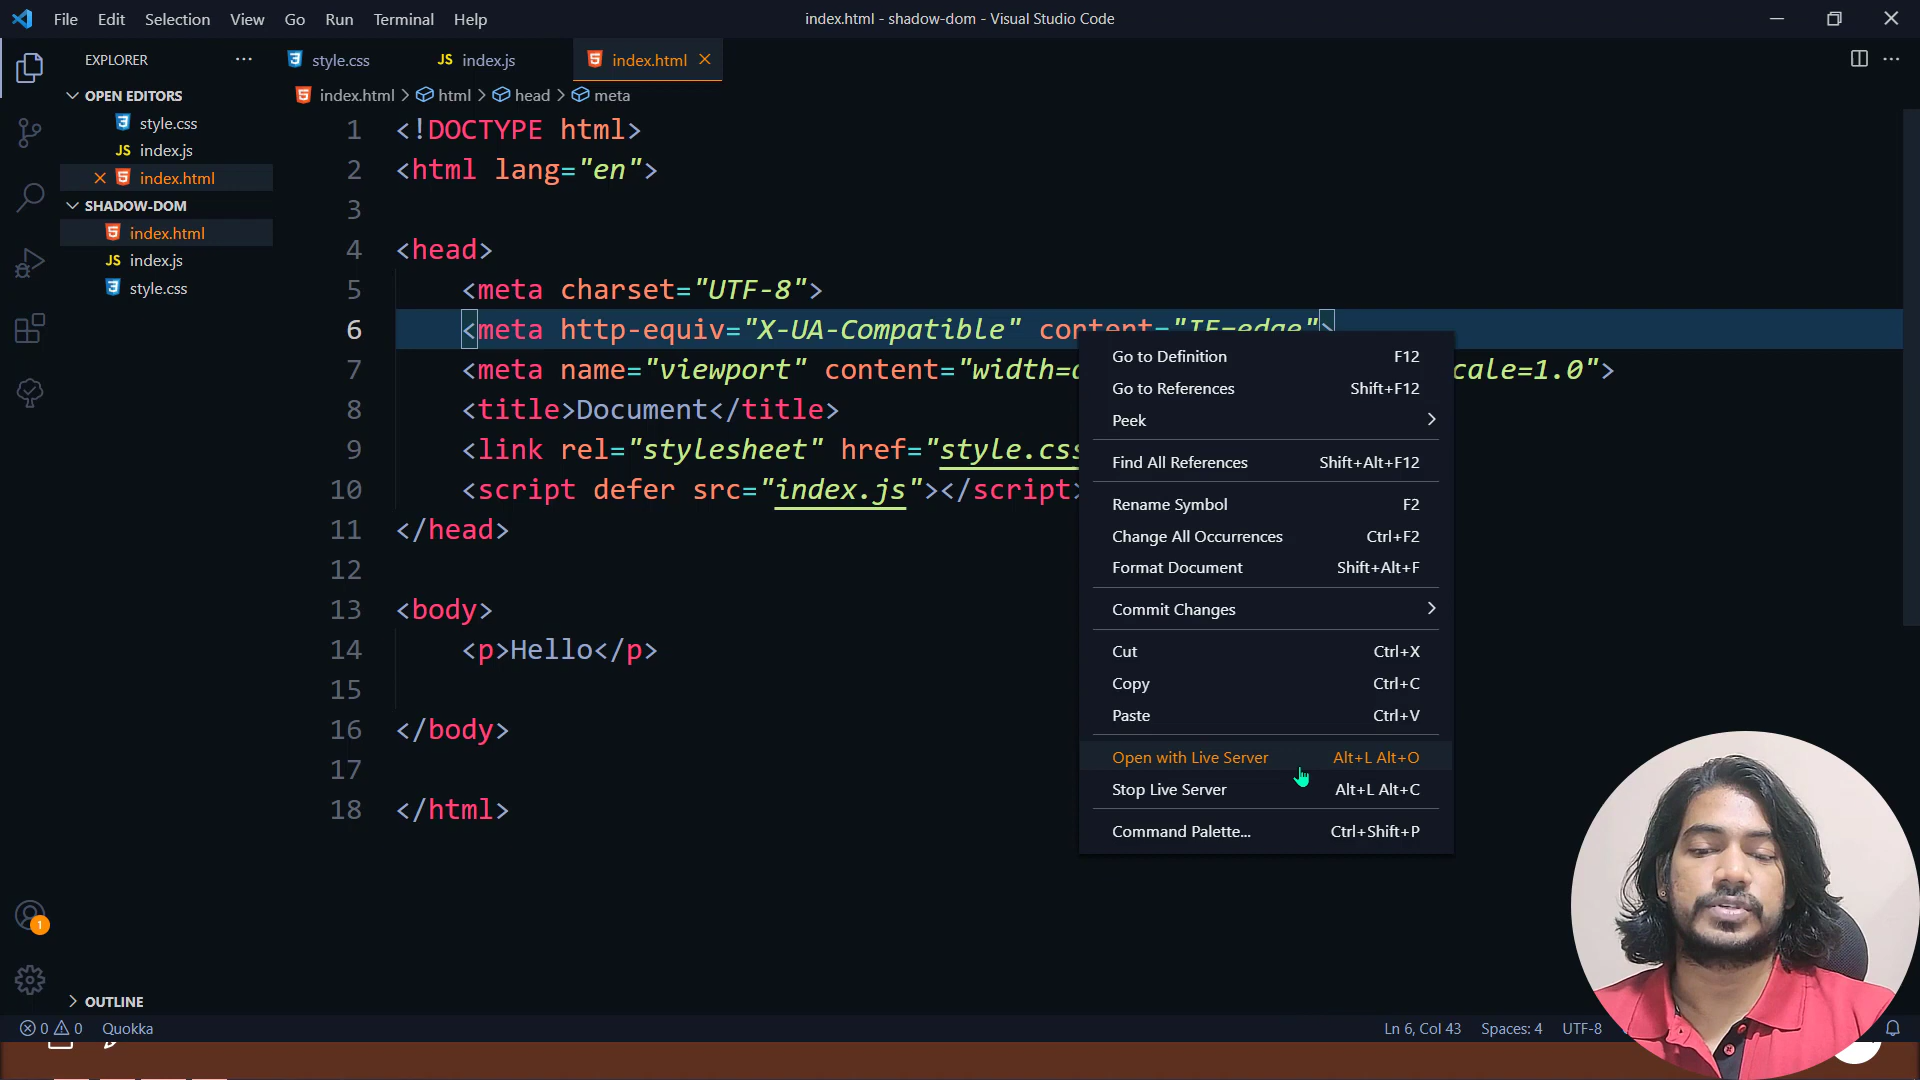 File Edit Selection View Go Run Terminal Help
index.html - shadow-dom - Visual Studio Code
EXPLORER
style.css
JS index.js
index.html
OPEN EDITORS
style.css
JS index.js
index.html
SHADOW-DOM
index.html
JS index.js
style.css
index.html > html > head > meta
1 <!DOCTYPE html>
2 <html lang="en">
3
4 <head>
5 <meta charset="UTF-8">
6 <meta http-equiv="X-UA-Compatible" content="IE=edge">
7 <meta name="viewport" content="width= cale=1.0">
8 <title>Document</title>
9 <link rel="stylesheet" href="style.css
10 <script defer src="index.js"></script>
11 </head>
12
13 <body>
14 <p>Hello</p>
15
16 </body>
17
18 </html>
Go to Definition F12
Go to References Shift+F12
Peek
Find All References Shift+Alt+F12
Rename Symbol F2
Change All Occurrences Ctrl+F2
Format Document Shift+Alt+F
Commit Changes
Cut Ctrl+X
Copy Ctrl+C
Paste Ctrl+V
Open with Live Server Alt+L Alt+O
Stop Live Server Alt+L Alt+C
Command Palette... Ctrl+Shift+P
1
OUTLINE
0 0 Quokka
Ln 6, Col 43 Spaces: 4 UTF-8